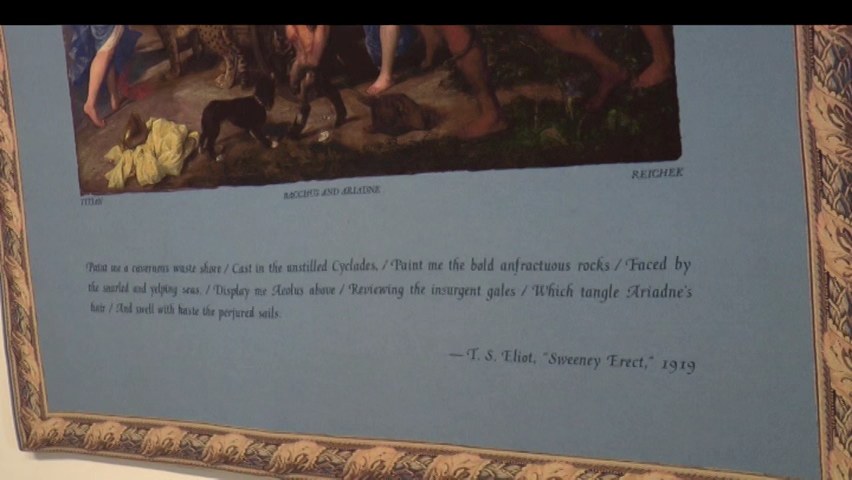 TITIAN
BACCHUS AND ARIADNE
REICHEK
Paint me a cavernous waste shore / Cast in the unstilled Cyclades, / Paint me the bold anfractuous rocks / Faced by
the snarled and yelping seas. / Display me Aeolus above / Reviewing the insurgent gales / Which tangle Ariadne's
hair / And swell with haste the perjured sails.
—T. S. Eliot, "Sweeney Erect," 1919